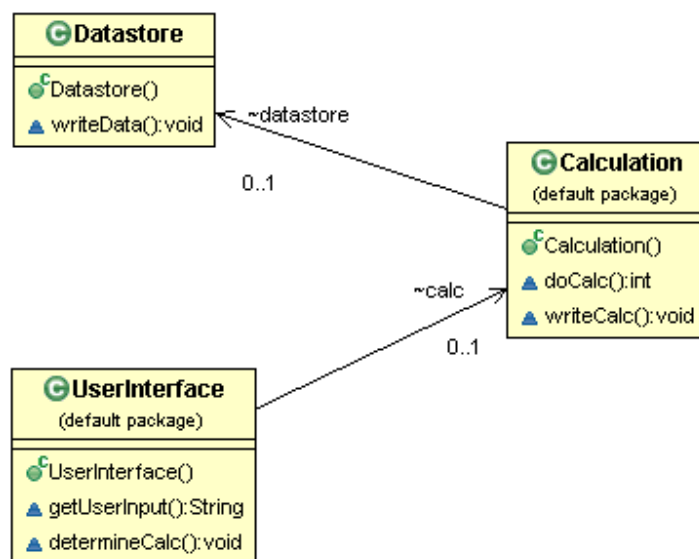 Datastore
Datastore()
writeData():void
~datastore
0..1
Calculation
(default package)
Calculation()
doCalc():int
writeCalc():void
~calc
0..1
UserInterface
(default package)
UserInterface()
getUserInput():String
determineCalc():void